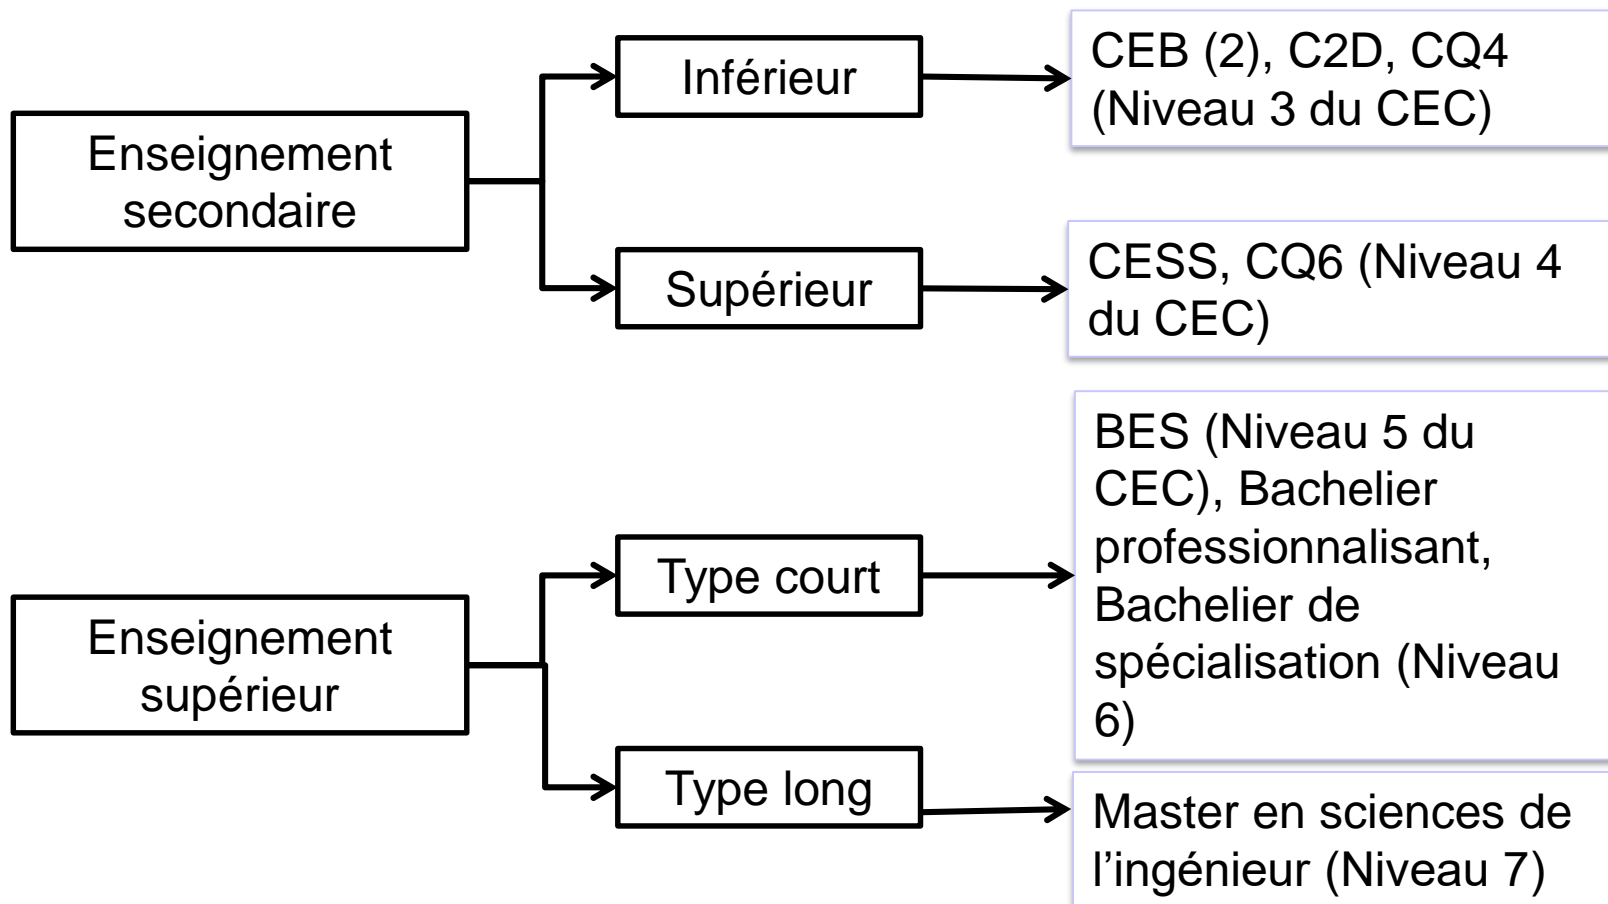 Enseignement
secondaire
Inférieur
CEB (2), C2D, CQ4
(Niveau 3 du CEC)
Supérieur
CESS, CQ6 (Niveau 4
du CEC)
Enseignement
supérieur
Type court
BES (Niveau 5 du
CEC), Bachelier
professionnalisant,
Bachelier de
spécialisation (Niveau
6)
Type long
Master en sciences de
l’ingénieur (Niveau 7)